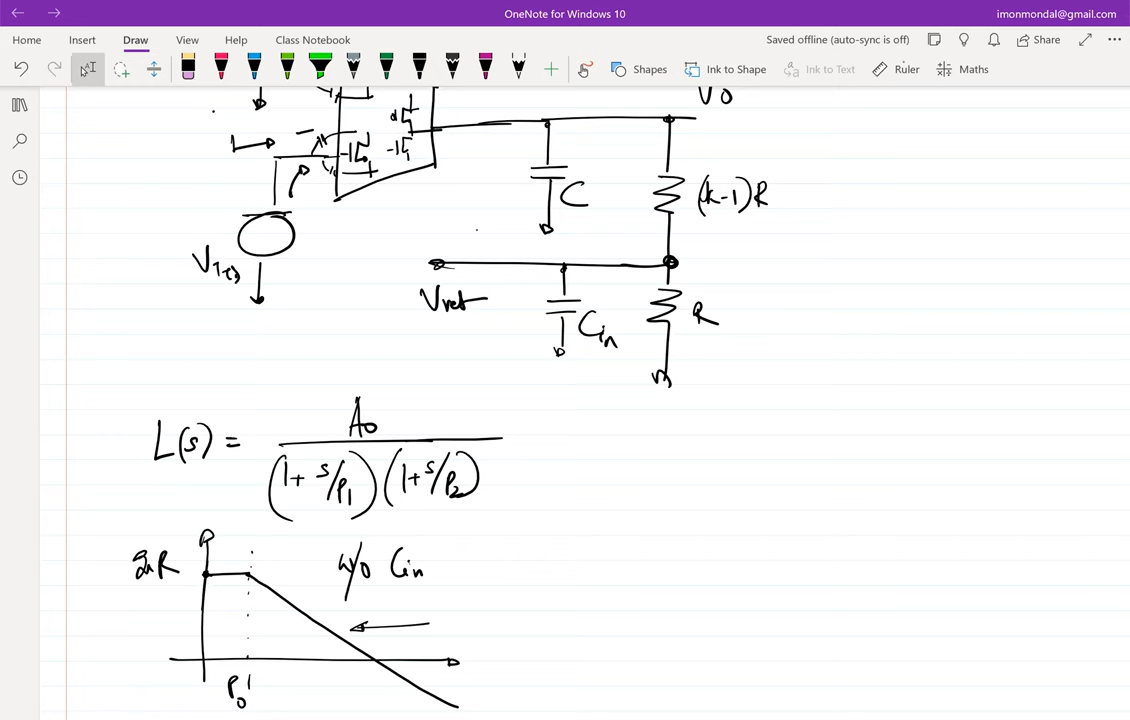 OneNote for Windows 10
imonmondal@gmail.com
Home Insert Draw View Help Class Notebook
Saved offline (auto-sync is off)
Share
Shapes Ink to Shape Ink to Text Ruler Maths
V0
C
(k-1)R
Vret
Cin
R
L(s) = A0
(1+ s/p1)(1+ s/p2)
w/o Cin
P0'